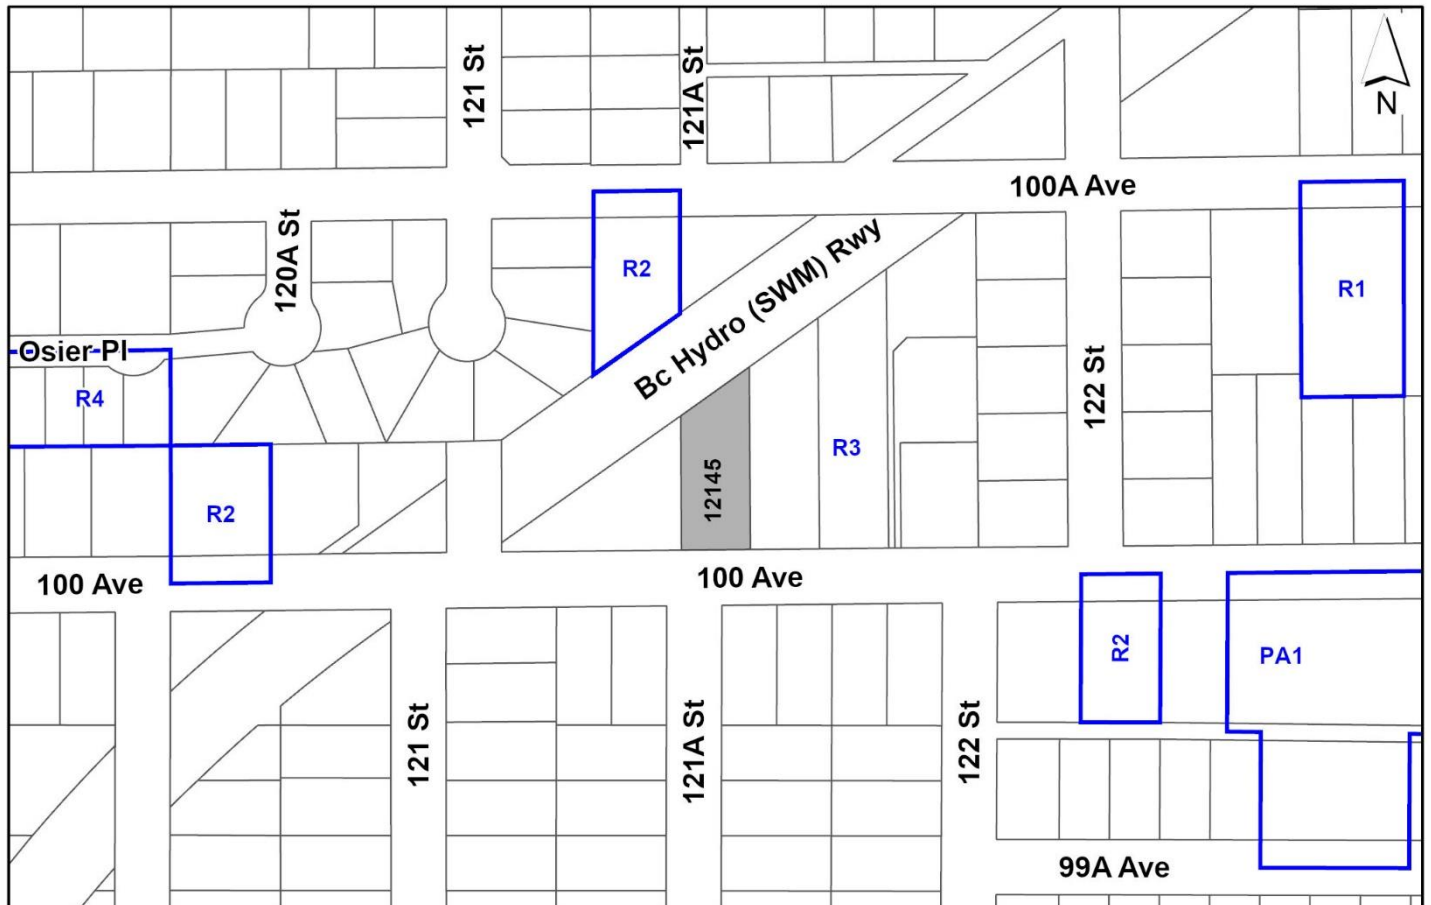 121 St
121A St
N
100A Ave
120A St
R2
Bc Hydro (SWM) Rwy
R1
Osier Pl
R4
122 St
R3
12145
R2
100 Ave
100 Ave
R2
PA1
121 St
121A St
122 St
99A Ave